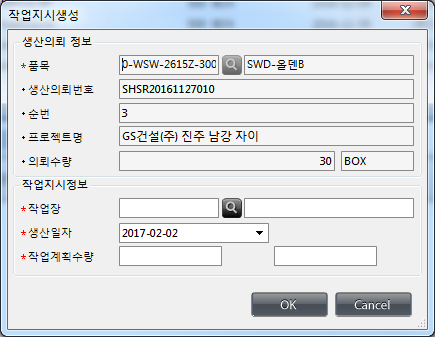 작업지시생성
생산의뢰 정보
* 품목 0-WSW-2615Z-300 SWD-올덴B
• 생산의뢰번호 SHSR20161127010
• 순번 3
• 프로젝트명 GS건설(주) 진주 남강 자이
• 의뢰수량 30 BOX
작업지시정보
* 작업장
* 생산일자 2017-02-02
* 작업계획수량
OK Cancel